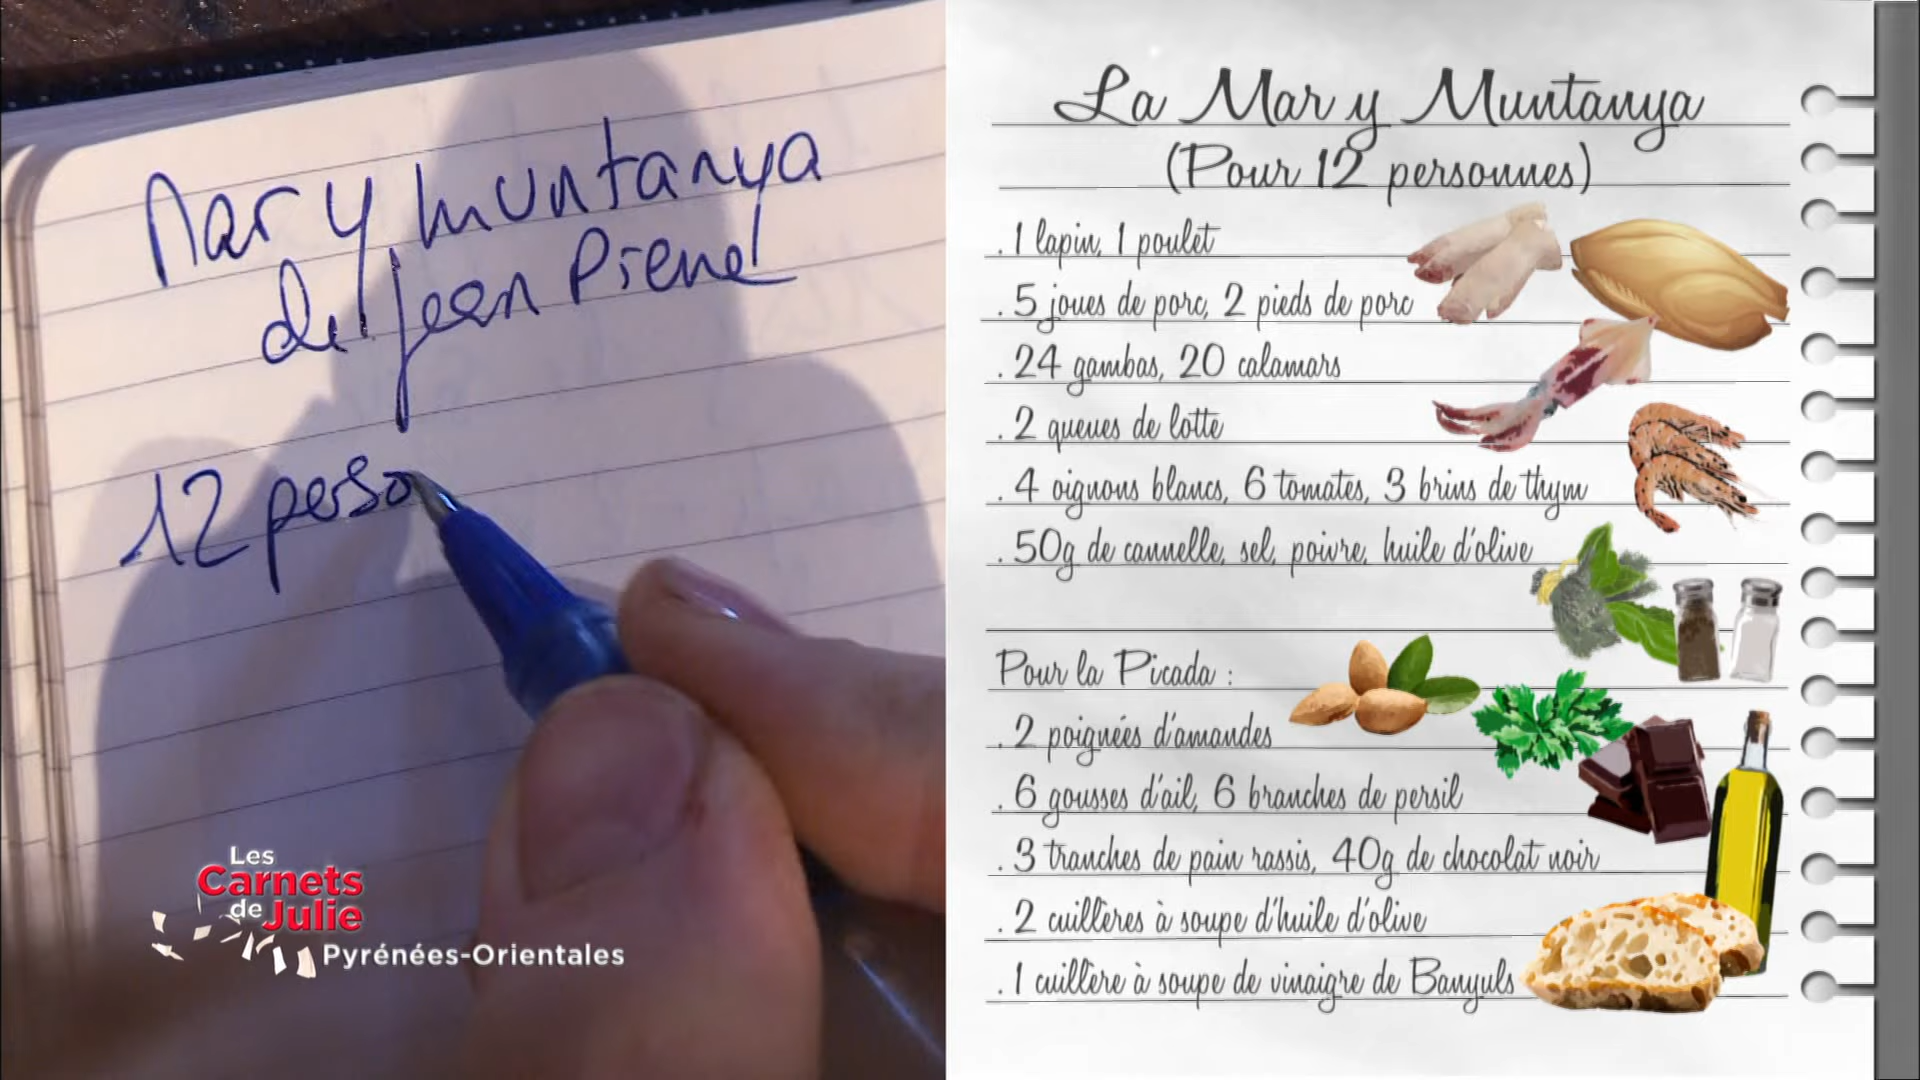 Mar y muntanya
de Jean Pierre
12 perso
Les
Carnets
de Julie
Pyrénées-Orientales
La Mar y Muntanya
(Pour 12 personnes)
. 1 lapin, 1 poulet
. 5 joues de porc, 2 pieds de porc
. 24 gambas, 20 calamars
. 2 queues de lotte
. 4 oignons blancs, 6 tomates, 3 brins de thym
. 50g de cannelle, sel, poivre, huile d'olive
Pour la Picada :
. 2 poignées d'amandes
. 6 gousses d'ail, 6 branches de persil
. 3 tranches de pain rassis, 40g de chocolat noir
. 2 cuillères à soupe d'huile d'olive
. 1 cuillère à soupe de vinaigre de Banyuls